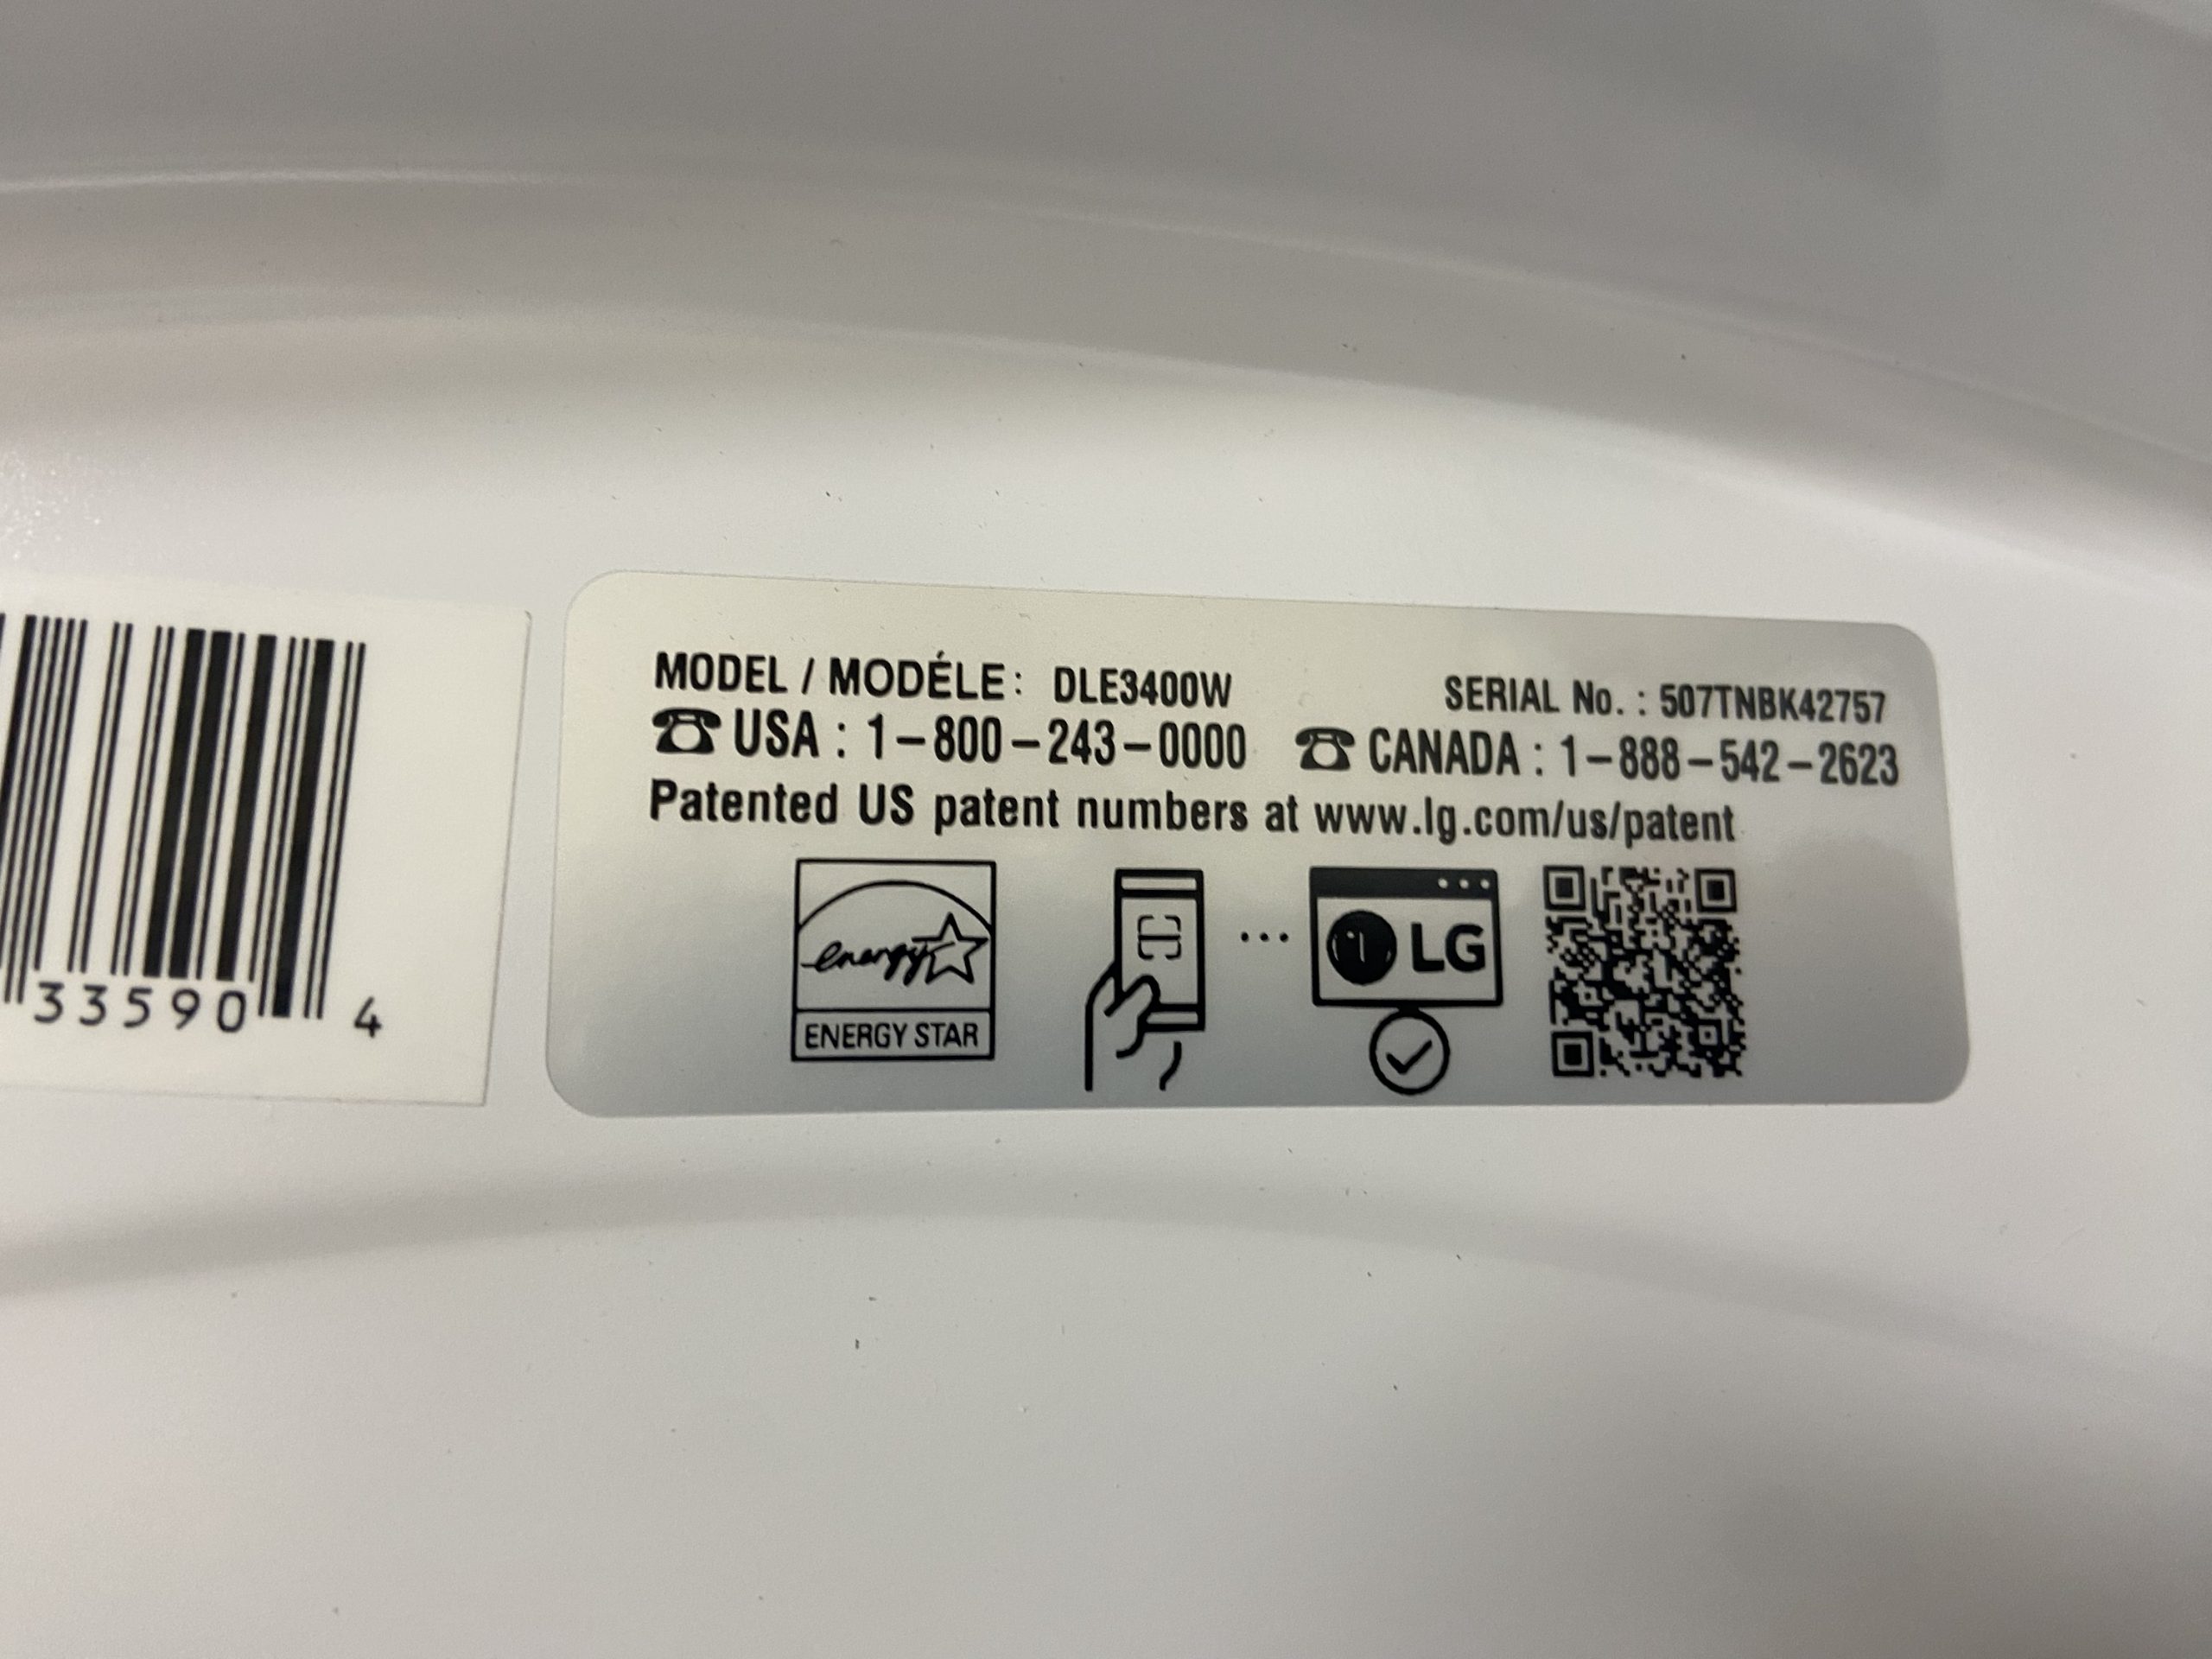 MODEL / MODÉLE : DLE3400W SERIAL No. : 507TNBK42757
☎ USA : 1-800-243-0000 ☎ CANADA : 1-888-542-2623
Patented US patent numbers at www.lg.com/us/patent
energy
LG
ENERGY STAR
33590 4